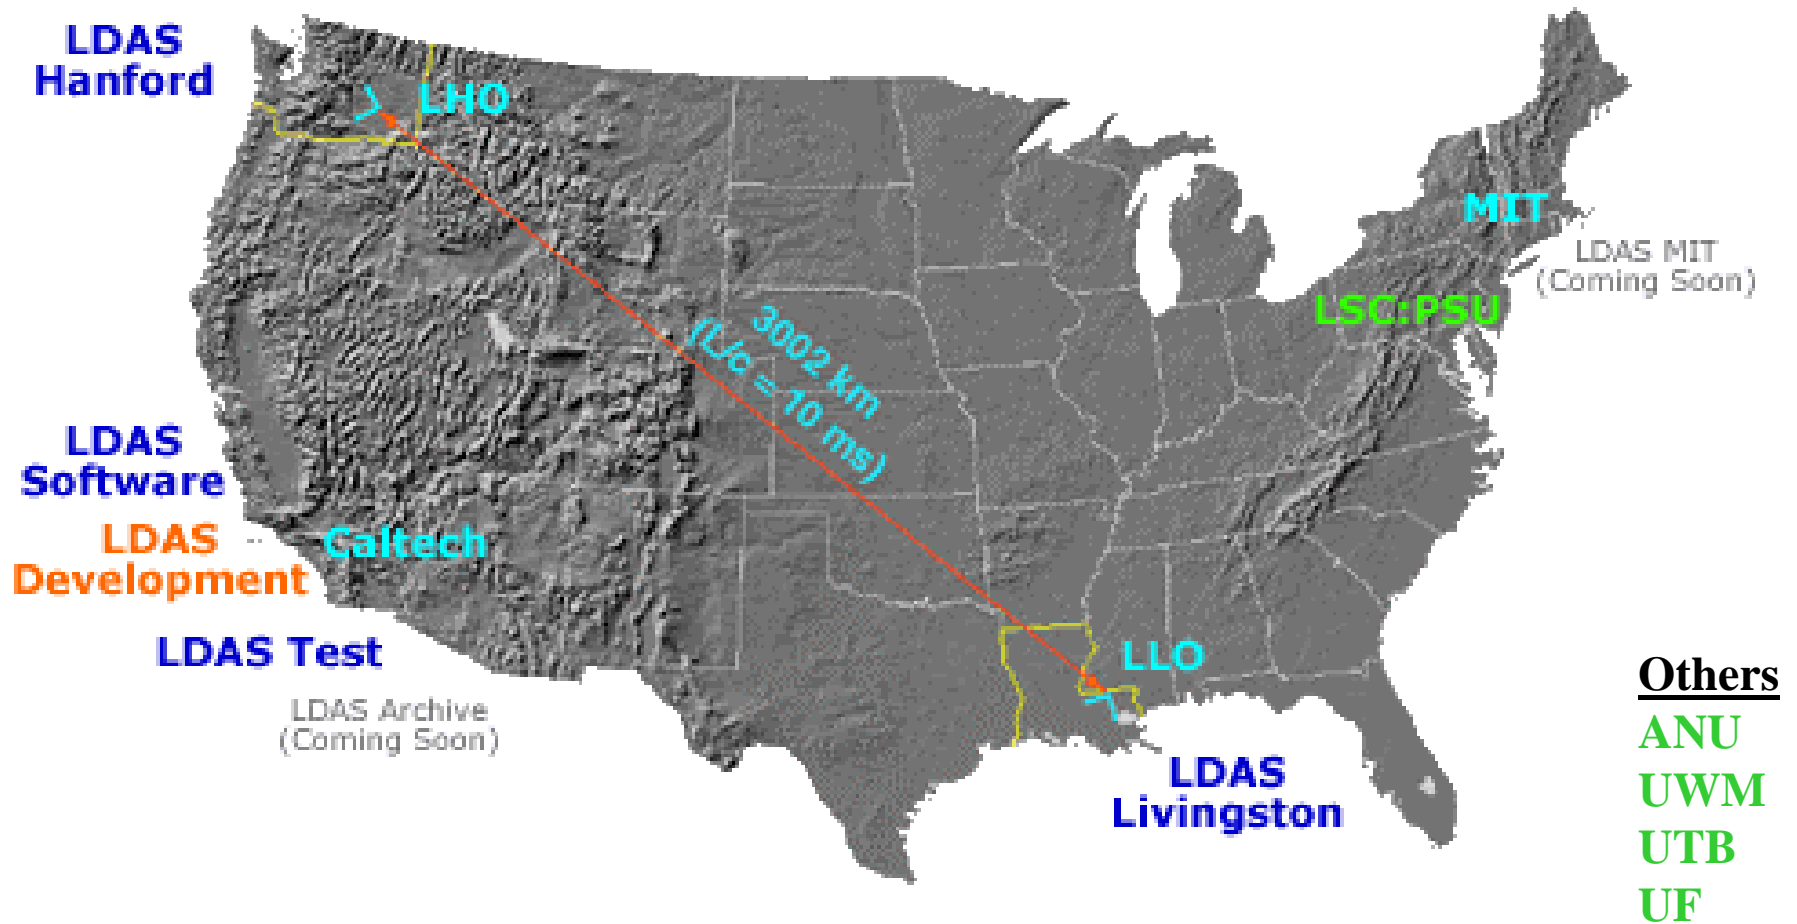 LDAS
Hanford
LHO
MIT
LDAS MIT
(Coming Soon)
LSC:PSU
3002 km
(L/c = 10 ms)
LDAS
Software
LDAS
Development
Caltech
LDAS Test
LDAS Archive
(Coming Soon)
LLO
LDAS
Livingston
Others
ANU
UWM
UTB
UF